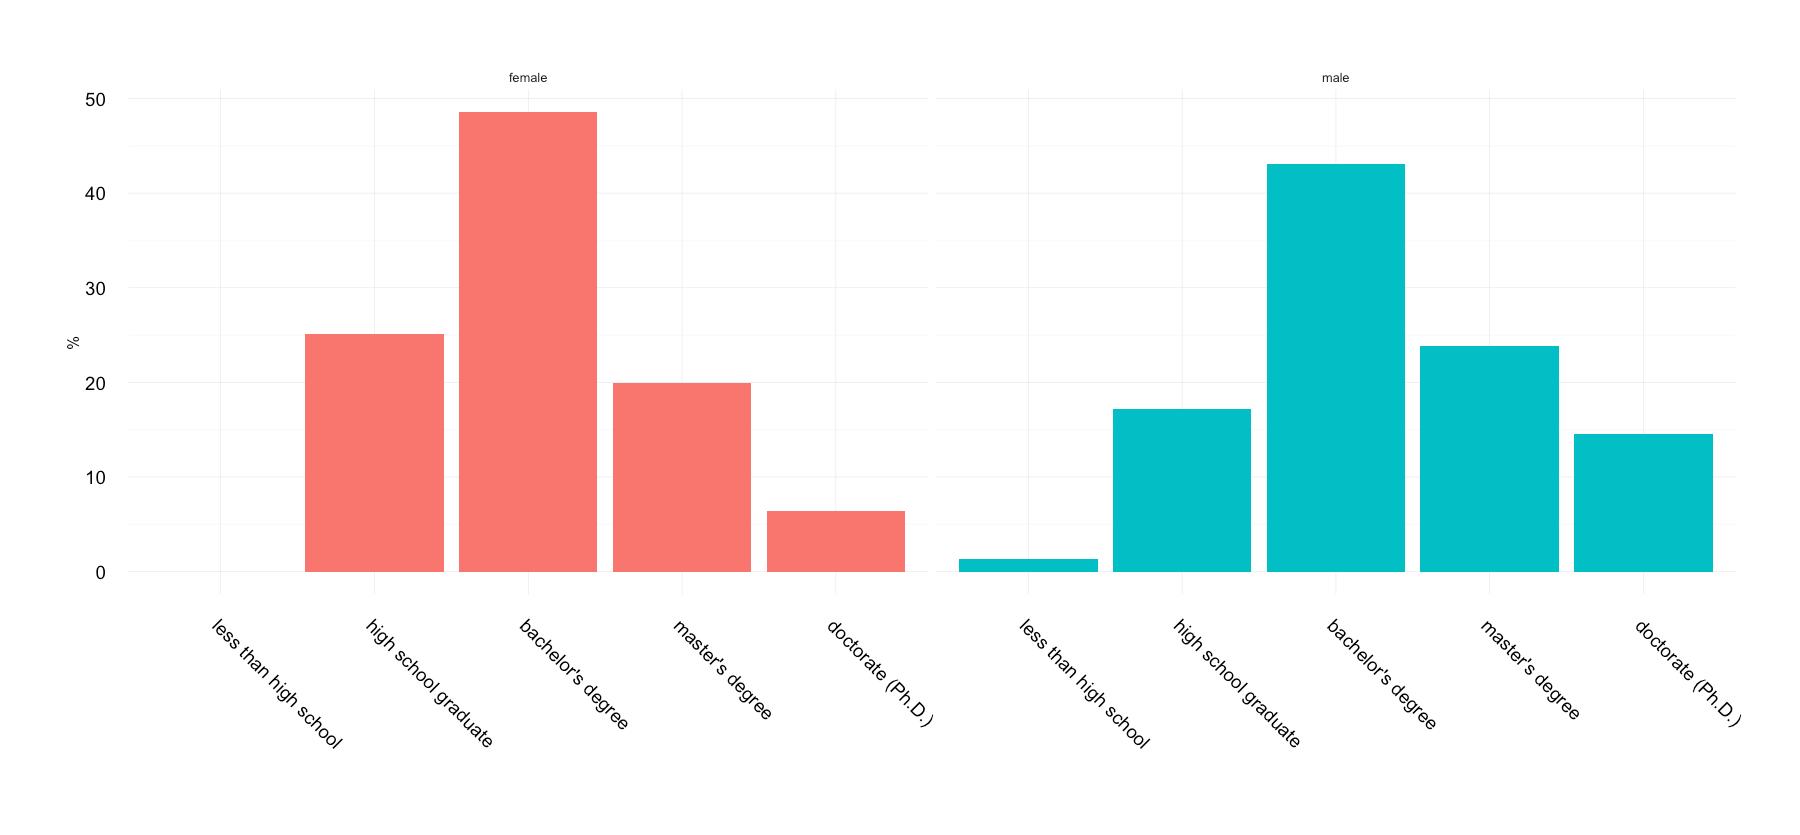 female
male
50
40
30
20
10
0
%
less than high school
high school graduate
bachelor's degree
master's degree
doctorate (Ph.D.)
less than high school
high school graduate
bachelor's degree
master's degree
doctorate (Ph.D.)